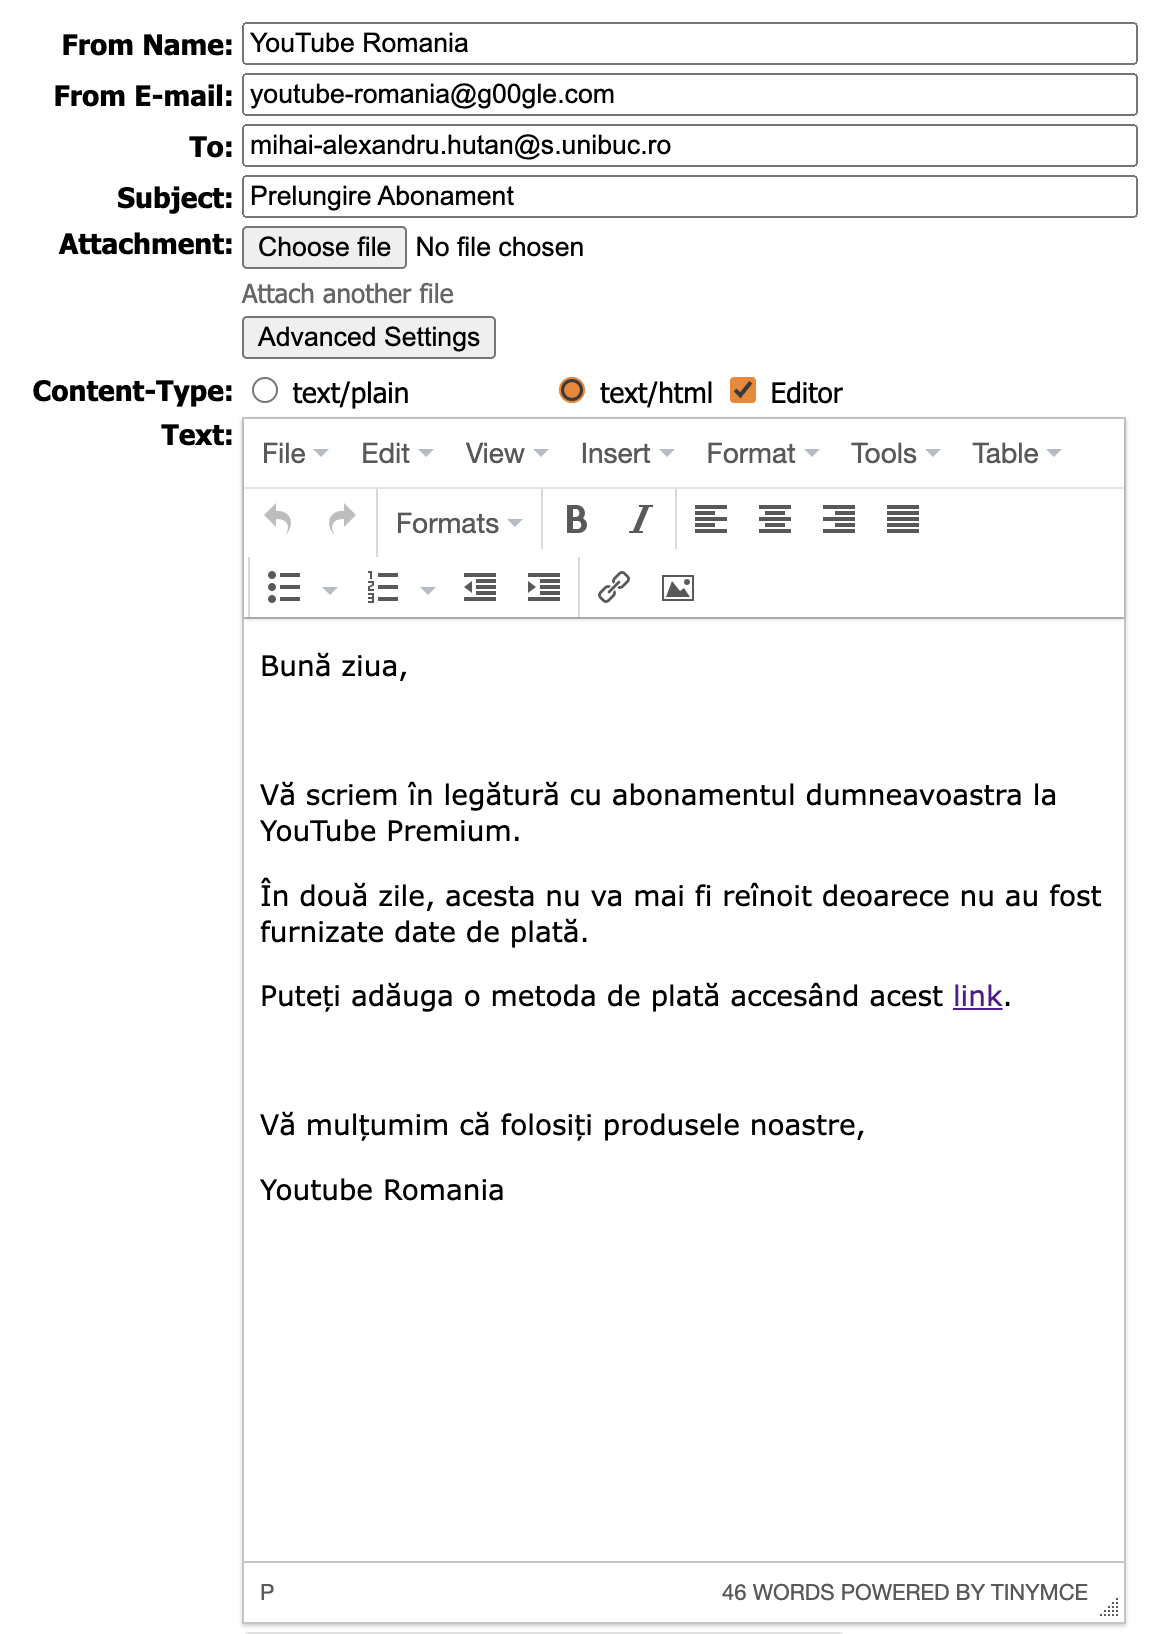 From Name: YouTube Romania
From E-mail: youtube-romania@g00gle.com
To: mihai-alexandru.hutan@s.unibuc.ro
Subject: Prelungire Abonament
Attachment: Choose file No file chosen
Attach another file
Advanced Settings
Content-Type: text/plain text/html Editor
Text:
File Edit View Insert Format Tools Table
Formats B I
Bună ziua,
Vă scriem în legătură cu abonamentul dumneavoastra la
YouTube Premium.
În două zile, acesta nu va mai fi reînoit deoarece nu au fost
furnizate date de plată.
Puteți adăuga o metoda de plată accesând acest link.
Vă mulțumim că folosiți produsele noastre,
Youtube Romania
P 46 WORDS POWERED BY TINYMCE